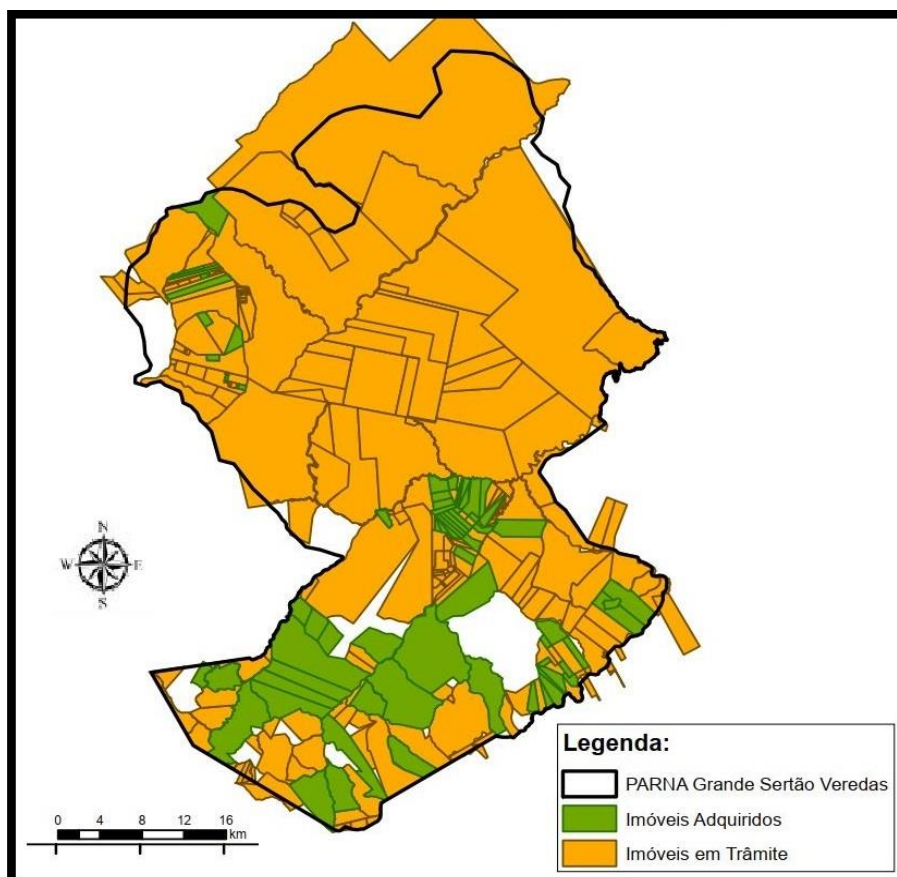 N
W E
S
0 4 8 12 16
km
Legenda:
PARNA Grande Sertão Veredas
Imóveis Adquiridos
Imóveis em Trâmite